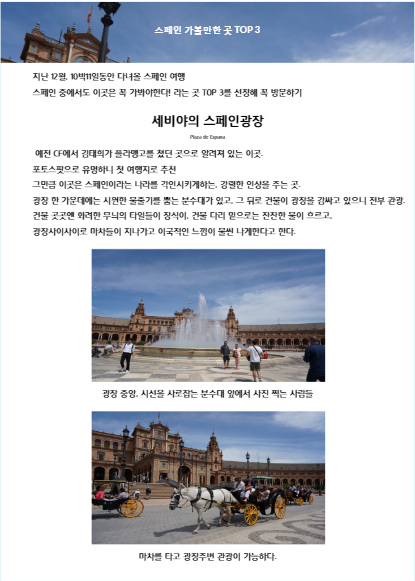 스페인 가볼만한 곳 TOP 3
지난 12월, 10박11일동안 다녀올 스페인 여행
스페인 중에서도 이곳은 꼭 가봐야한다! 라는 곳 TOP 3를 선정해 꼭 방문하기
세비야의 스페인광장
Plaza de Espana
예전 CF에서 김태희가 플라맹고를 췄던 곳으로 알려져 있는 이곳.
포토스팟으로 유명하니 첫 여행지로 추천
그만큼 이곳은 스페인이라는 나라를 각인시키게하는, 강렬한 인상을 주는 곳.
광장 한 가운데에는 시원한 물줄기를 뿜는 분수대가 있고, 그 뒤로 건물이 광장을 감싸고 있으니 전부 관광.
건물 곳곳엔 화려한 무늬의 타일들이 장식이, 건물 다리 밑으로는 잔잔한 물이 흐르고,
광장사이사이로 마차들이 지나가고 이국적인 느낌이 물씬 나게한다고 한다.
광장 중앙, 시선을 사로잡는 분수대 앞에서 사진 찍는 사람들
마차를 타고 광장주변 관광이 가능하다.